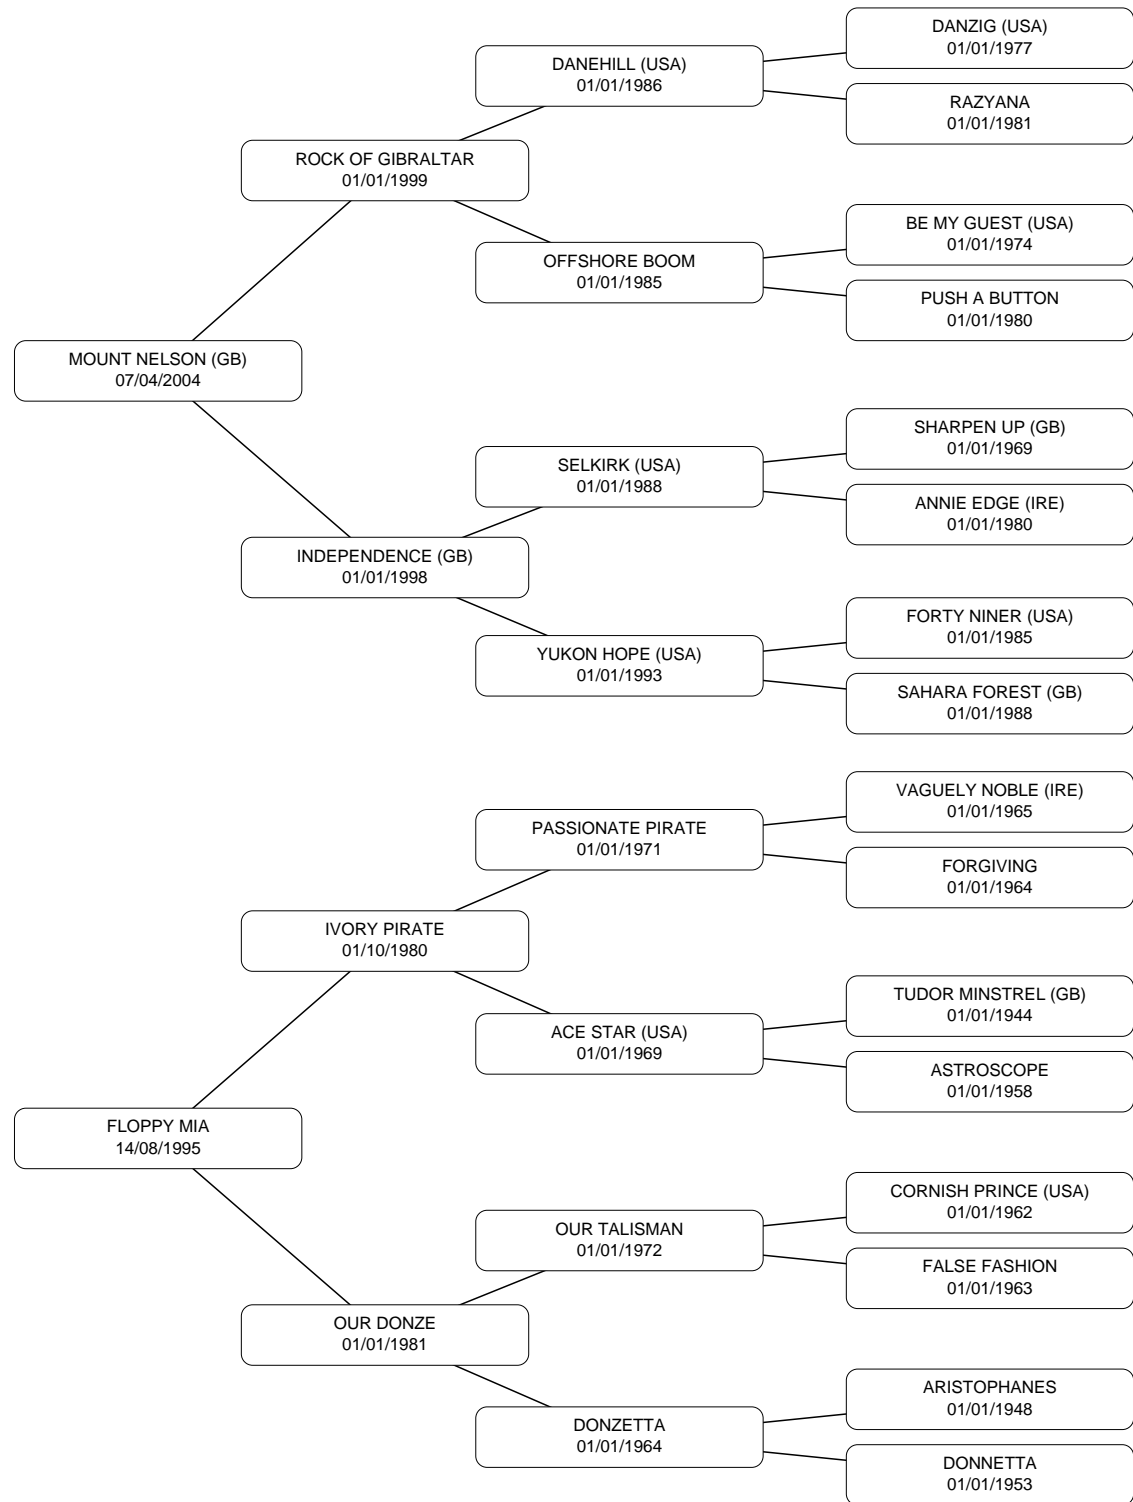 DANZIG (USA)
01/01/1977
DANEHILL (USA)
01/01/1986
RAZYANA
01/01/1981
ROCK OF GIBRALTAR
01/01/1999
BE MY GUEST (USA)
01/01/1974
OFFSHORE BOOM
01/01/1985
PUSH A BUTTON
01/01/1980
MOUNT NELSON (GB)
07/04/2004
SHARPEN UP (GB)
01/01/1969
SELKIRK (USA)
01/01/1988
ANNIE EDGE (IRE)
01/01/1980
INDEPENDENCE (GB)
01/01/1998
FORTY NINER (USA)
01/01/1985
YUKON HOPE (USA)
01/01/1993
SAHARA FOREST (GB)
01/01/1988
VAGUELY NOBLE (IRE)
01/01/1965
PASSIONATE PIRATE
01/01/1971
FORGIVING
01/01/1964
IVORY PIRATE
01/10/1980
TUDOR MINSTREL (GB)
01/01/1944
ACE STAR (USA)
01/01/1969
ASTROSCOPE
01/01/1958
FLOPPY MIA
14/08/1995
CORNISH PRINCE (USA)
01/01/1962
OUR TALISMAN
01/01/1972
FALSE FASHION
01/01/1963
OUR DONZE
01/01/1981
ARISTOPHANES
01/01/1948
DONZETTA
01/01/1964
DONNETTA
01/01/1953